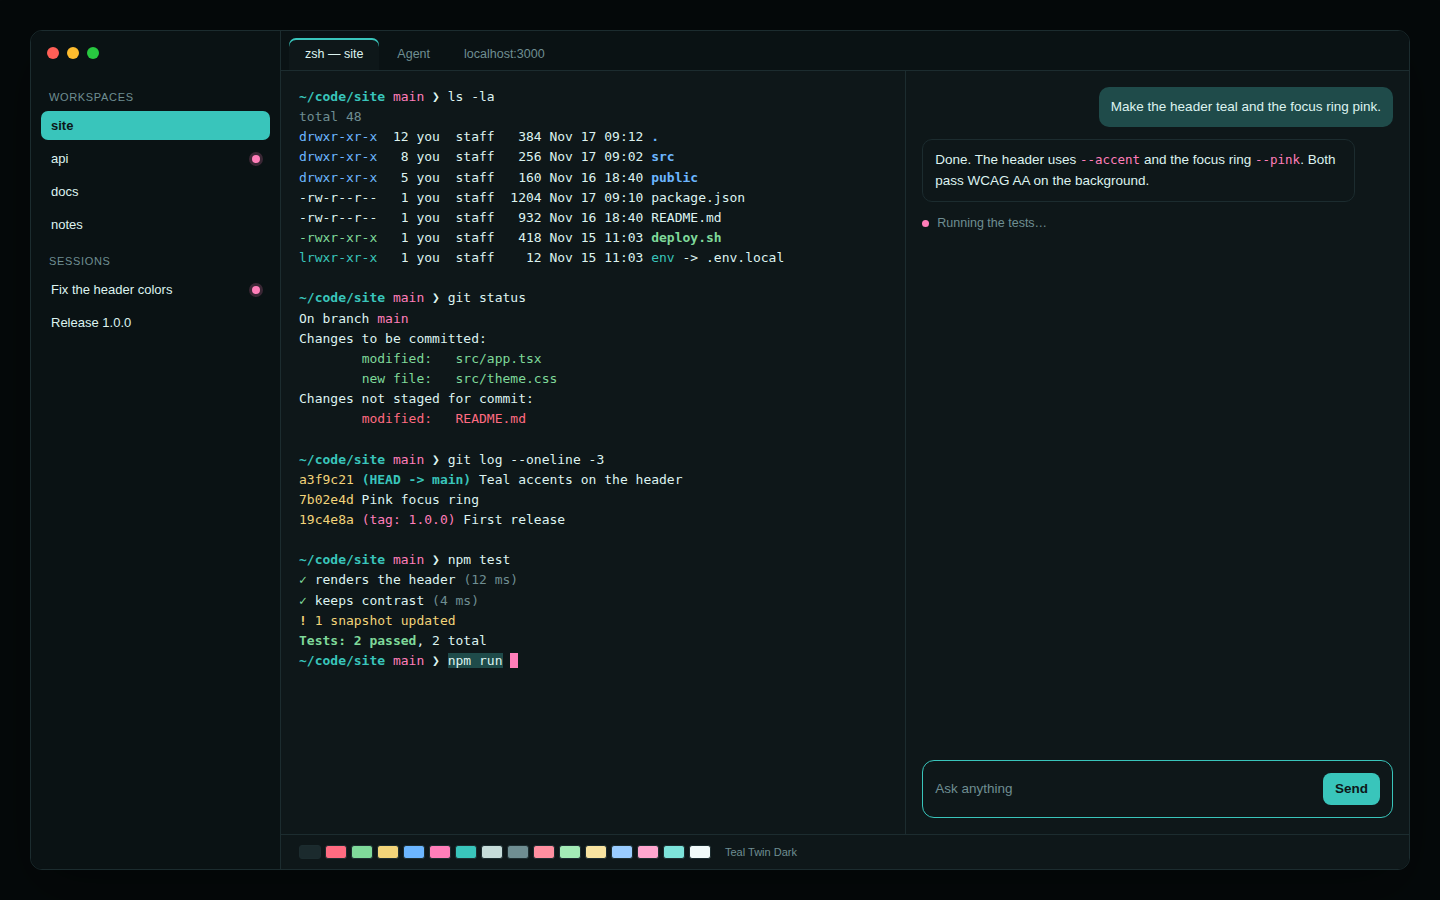 WORKSPACES
site
api
docs
notes
SESSIONS
Fix the header colors
Release 1.0.0
zsh — site
Agent
localhost:3000
~/code/site main ❯ ls -la
total 48
drwxr-xr-x  12 you  staff   384 Nov 17 09:12 .
drwxr-xr-x   8 you  staff   256 Nov 17 09:02 src
drwxr-xr-x   5 you  staff   160 Nov 16 18:40 public
-rw-r--r--   1 you  staff  1204 Nov 17 09:10 package.json
-rw-r--r--   1 you  staff   932 Nov 16 18:40 README.md
-rwxr-xr-x   1 you  staff   418 Nov 15 11:03 deploy.sh
lrwxr-xr-x   1 you  staff    12 Nov 15 11:03 env -> .env.local
~/code/site main ❯ git status
On branch main
Changes to be committed:
        modified:   src/app.tsx
        new file:   src/theme.css
Changes not staged for commit:
        modified:   README.md
~/code/site main ❯ git log --oneline -3
a3f9c21 (HEAD -> main) Teal accents on the header
7b02e4d Pink focus ring
19c4e8a (tag: 1.0.0) First release
~/code/site main ❯ npm test
✓ renders the header (12 ms)
✓ keeps contrast (4 ms)
! 1 snapshot updated
Tests: 2 passed, 2 total
~/code/site main ❯ npm run
Make the header teal and the focus ring pink.
Done. The header uses --accent and the focus ring --pink. Both
pass WCAG AA on the background.
Running the tests…
Ask anything
Send
Teal Twin Dark